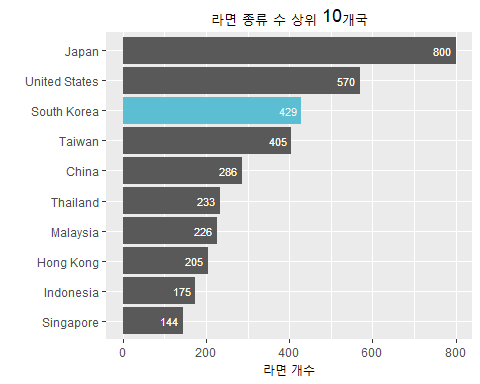 라면 종류 수 상위 10개국
Japan 800
United States 570
South Korea 429
Taiwan 405
China 286
Thailand 233
Malaysia 226
Hong Kong 205
Indonesia 175
Singapore 144
0 200 400 600 800
라면 개수